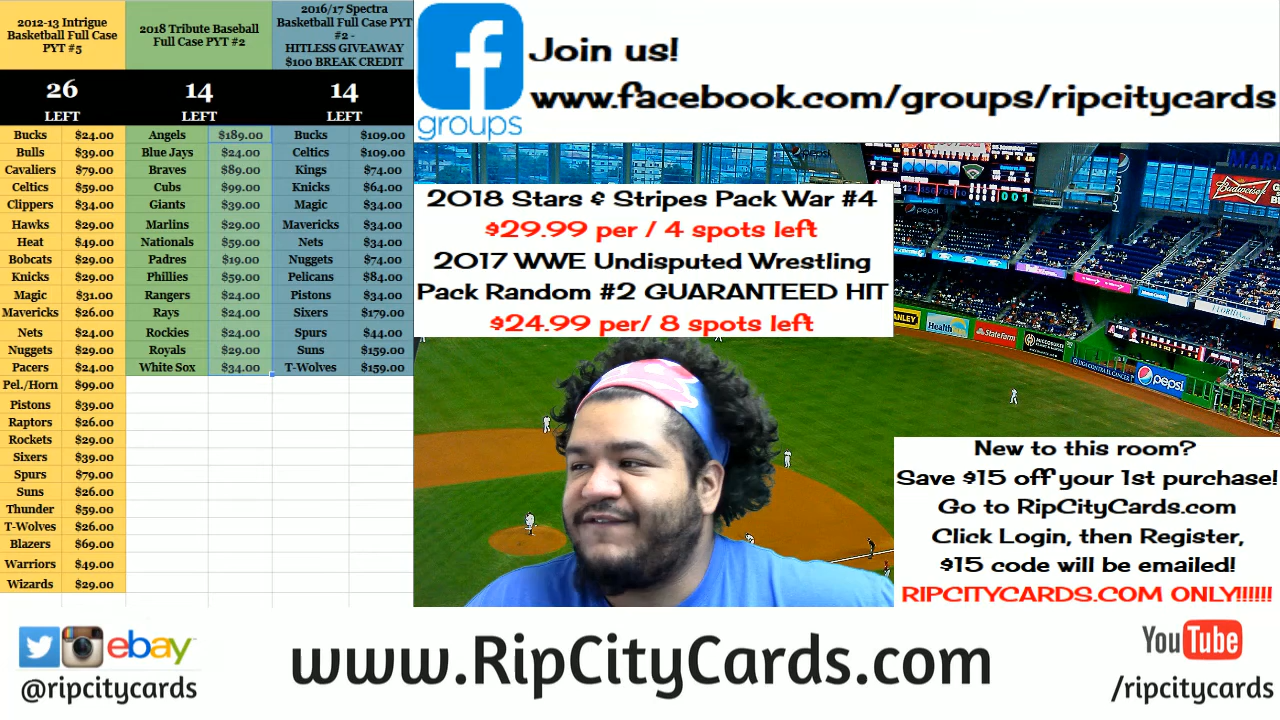 2012-13 Intrigue
Basketball Full Case
PYT #5
26
LEFT
Bucks $24.00
Bulls $39.00
Cavaliers $79.00
Celtics $59.00
Clippers $34.00
Hawks $29.00
Heat $49.00
Bobcats $29.00
Knicks $29.00
Magic $31.00
Mavericks $26.00
Nets $24.00
Nuggets $29.00
Pacers $24.00
Pel./Horn $99.00
Pistons $39.00
Raptors $26.00
Rockets $29.00
Sixers $39.00
Spurs $79.00
Suns $26.00
Thunder $59.00
T-Wolves $26.00
Blazers $69.00
Warriors $49.00
Wizards $29.00
2018 Tribute Baseball
Full Case PYT #2
14
LEFT
Angels $189.00
Blue Jays $24.00
Braves $89.00
Cubs $99.00
Giants $39.00
Marlins $29.00
Nationals $59.00
Padres $19.00
Phillies $59.00
Rangers $24.00
Rays $24.00
Rockies $24.00
Royals $29.00
White Sox $34.00
2016/17 Spectra
Basketball Full Case PYT
#2 -
HITLESS GIVEAWAY
$100 BREAK CREDIT
14
LEFT
Bucks $109.00
Celtics $109.00
Kings $74.00
Knicks $64.00
Magic $34.00
Mavericks $34.00
Nets $34.00
Nuggets $74.00
Pelicans $84.00
Pistons $34.00
Sixers $179.00
Spurs $44.00
Suns $159.00
T-Wolves $159.00
f
groups
Join us!
www.facebook.com/groups/ripcitycards
2018 Stars & Stripes Pack War #4
$29.99 per / 4 spots left
2017 WWE Undisputed Wrestling
Pack Random #2 GUARANTEED HIT
$24.99 per/ 8 spots left
Budweiser
pepsi
Health
StateFarm
pepsi
New to this room?
Save $15 off your 1st purchase!
Go to RipCityCards.com
Click Login, then Register,
$15 code will be emailed!
RIPCITYCARDS.COM ONLY!!!!!!
ebay
@ripcitycards
www.RipCityCards.com
YouTube
/ripcitycards